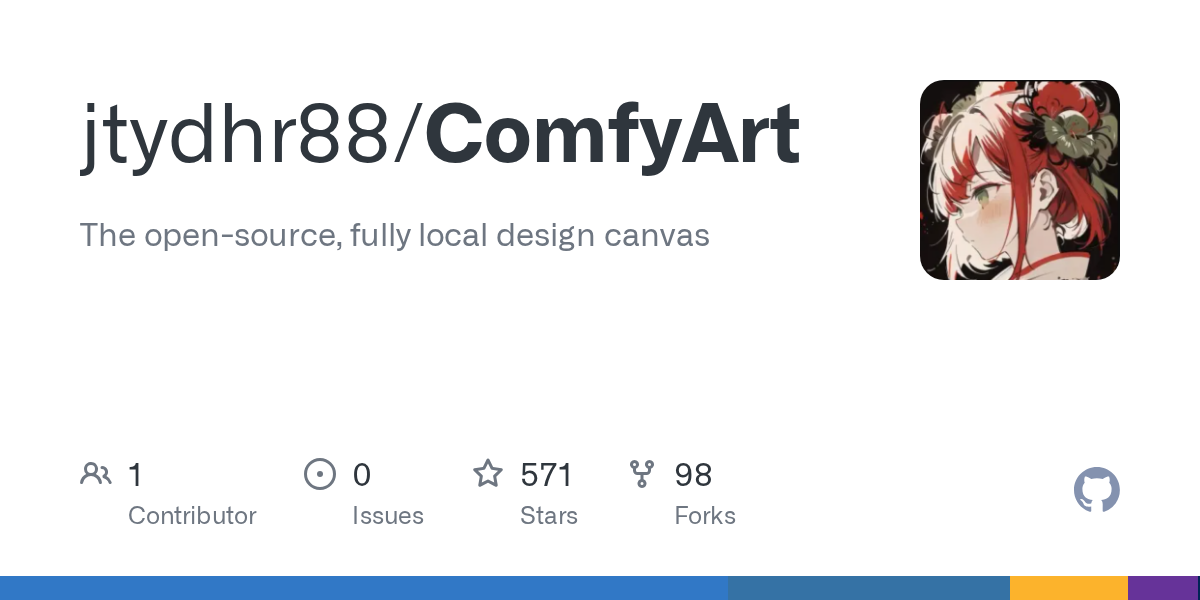 jtydhr88/ComfyArt
The open-source, fully local design canvas
1
Contributor
0
Issues
571
Stars
98
Forks